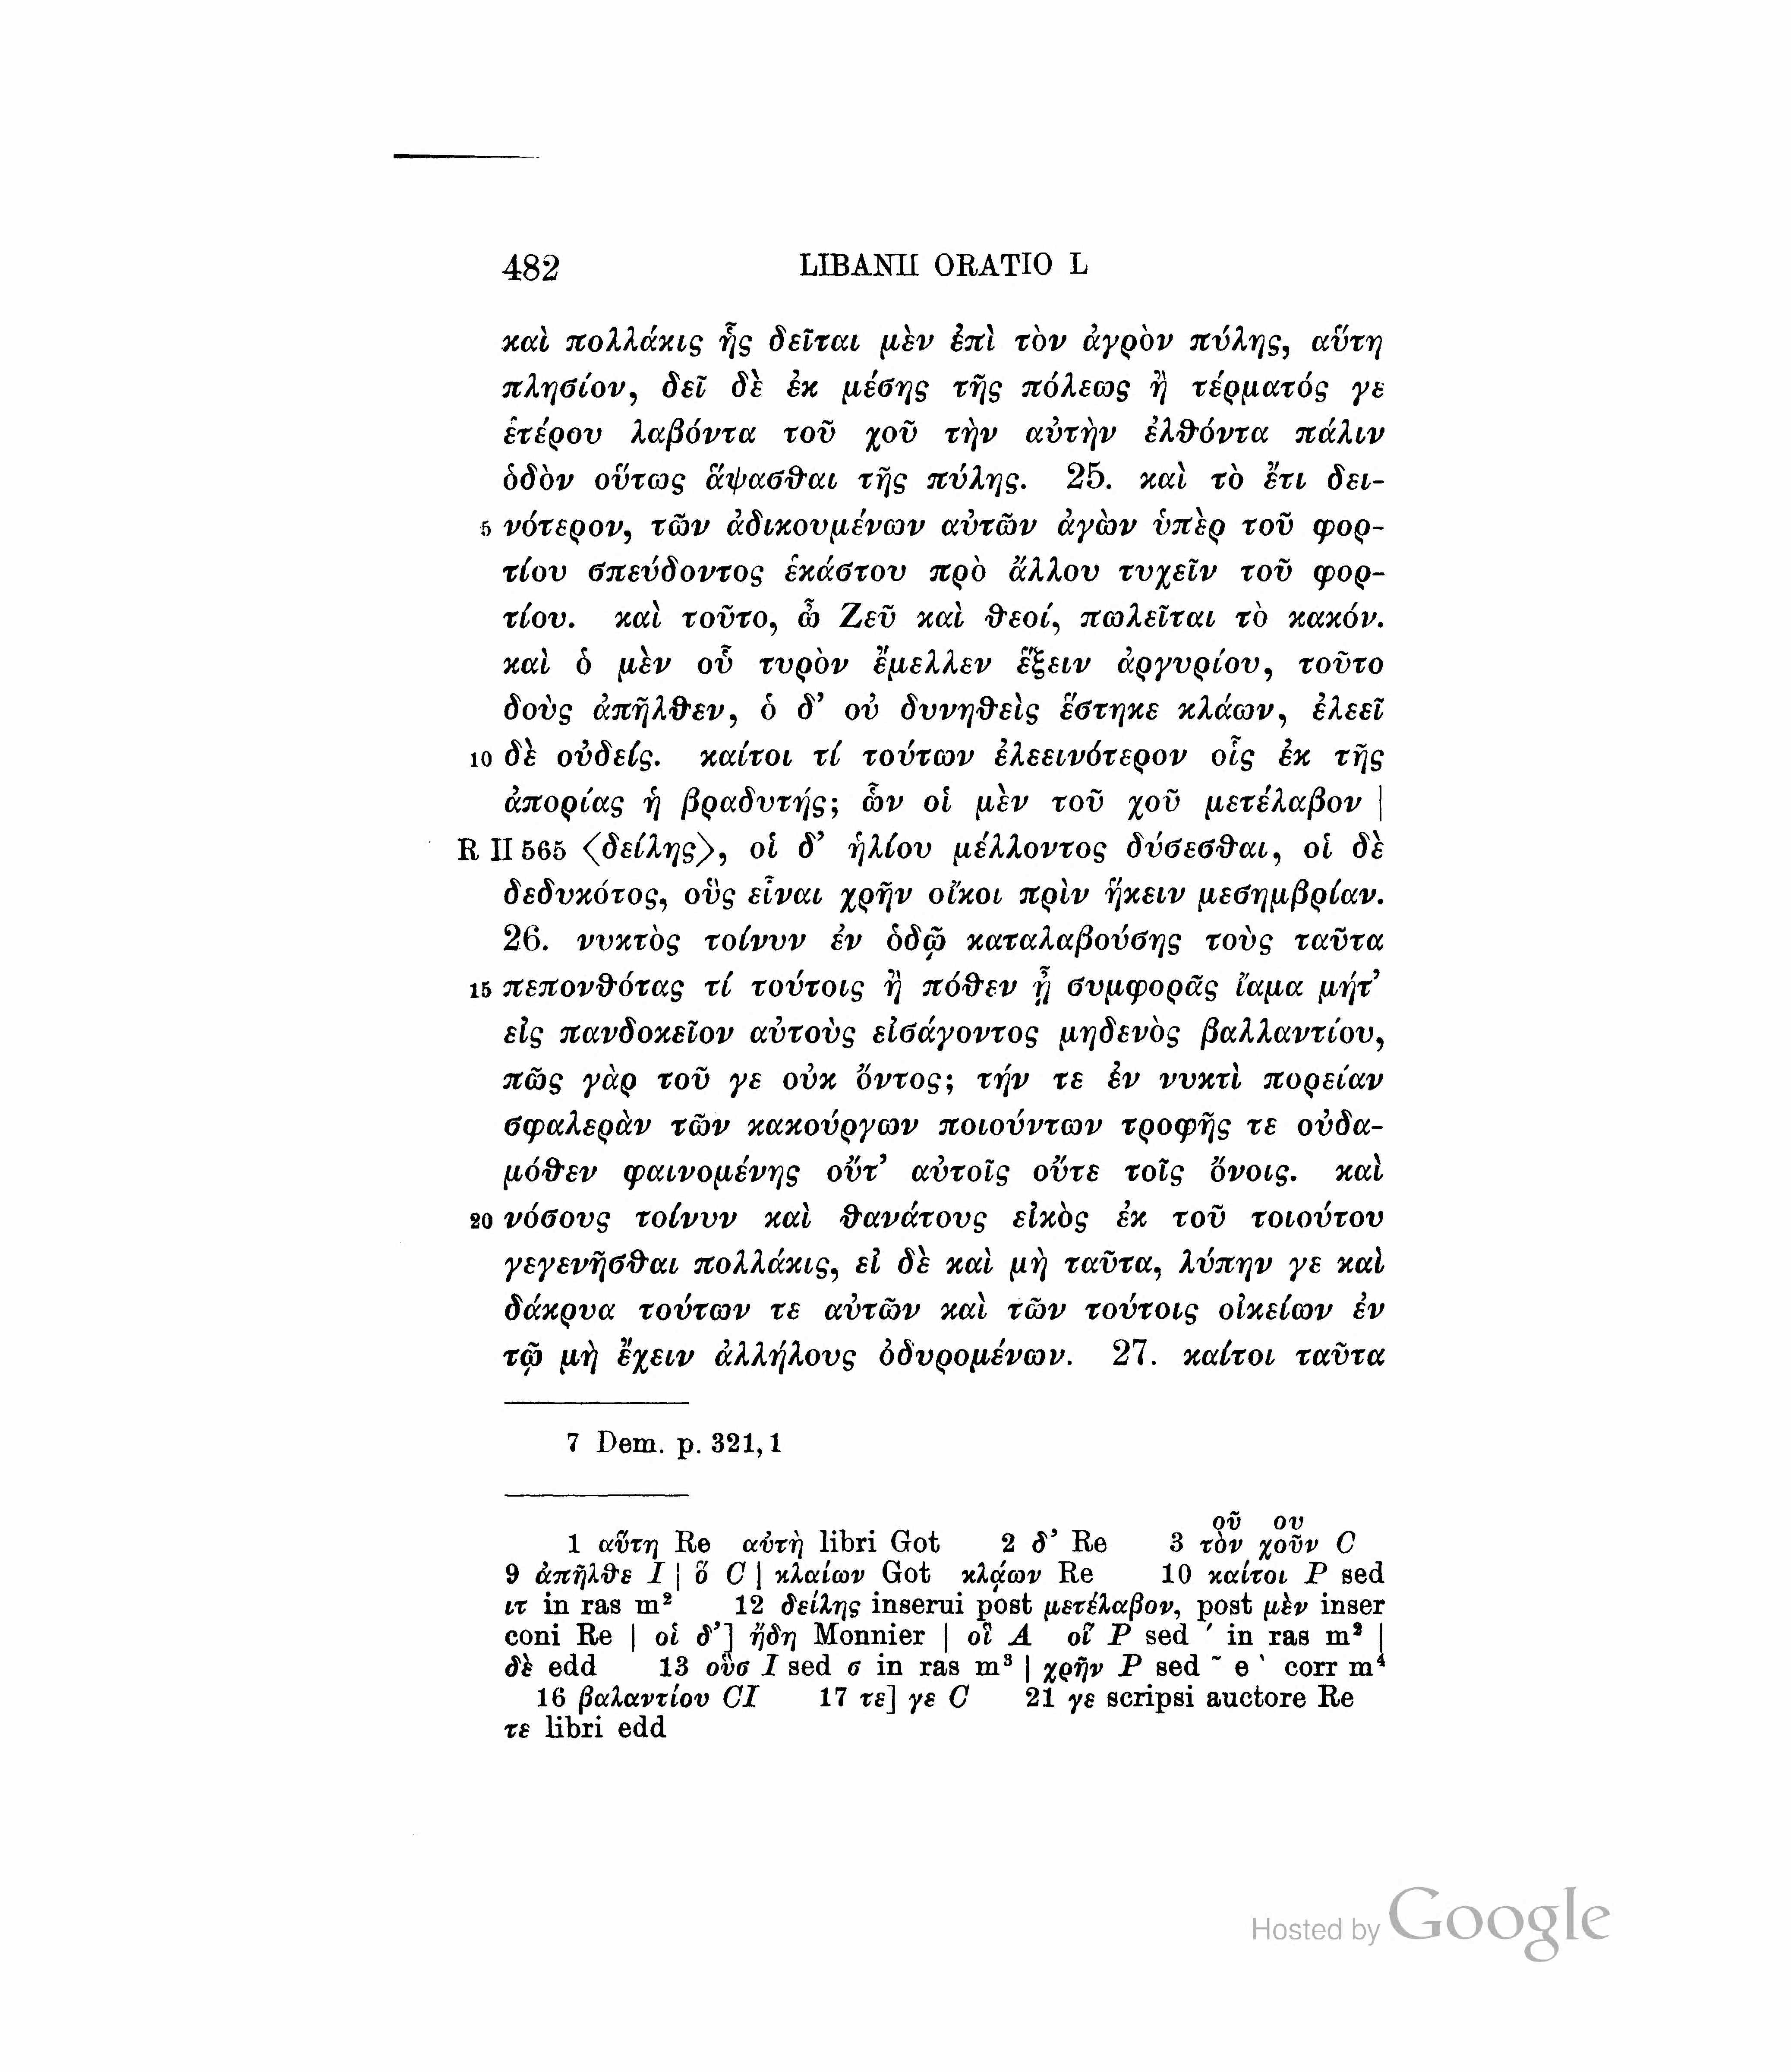 482 LIBANII ORATIO L
καὶ πολλάκις ἧς δεῖται μὲν ἐπὶ τὸν ἀγρὸν πύλης, αὕτη
πλησίον, δεῖ δὲ ἐκ μέσης τῆς πόλεως ἢ τέρματός γε
ἑτέρου λαβόντα τοῦ χοῦ τὴν αὐτὴν ἐλθόντα πάλιν
ὁδὸν οὕτως ἅψασθαι τῆς πύλης. 25. καὶ τὸ ἔτι δει-
5 νότερον, τῶν ἀδικουμένων αὐτῶν ἀγὼν ὑπὲρ τοῦ φορ-
τίου σπεύδοντος ἑκάστου πρὸ ἄλλου τυχεῖν τοῦ φορ-
τίου. καὶ τοῦτο, ὦ Ζεῦ καὶ θεοί, πωλεῖται τὸ κακόν.
καὶ ὁ μὲν οὗ τυρὸν ἔμελλεν ἕξειν ἀργυρίου, τοῦτο
δοὺς ἀπῆλθεν, ὁ δ’ οὐ δυνηθεὶς ἕστηκε κλάων, ἐλεεῖ
10 δὲ οὐδείς. καίτοι τί τούτων ἐλεεινότερον οἷς ἐκ τῆς
ἀπορίας ἡ βραδυτής; ὧν οἱ μὲν τοῦ χοῦ μετέλαβον |
R II 565 〈δείλης〉, οἱ δ’ ἡλίου μέλλοντος δύσεσθαι, οἱ δὲ
δεδυκότος, οὓς εἶναι χρῆν οἴκοι πρὶν ἥκειν μεσημβρίαν.
26. νυκτὸς τοίνυν ἐν ὁδῷ καταλαβούσης τοὺς ταῦτα
15 πεπονθότας τί τούτοις ἢ πόθεν ᾖ συμφορᾶς ἴαμα μήτ’
εἰς πανδοκεῖον αὐτοὺς εἰσάγοντος μηδενὸς βαλλαντίου,
πῶς γὰρ τοῦ γε οὐκ ὄντος; τήν τε ἐν νυκτὶ πορείαν
σφαλερὰν τῶν κακούργων ποιούντων τροφῆς τε οὐδα-
μόθεν φαινομένης οὔτ’ αὐτοῖς οὔτε τοῖς ὄνοις. καὶ
20 νόσους τοίνυν καὶ θανάτους εἰκὸς ἐκ τοῦ τοιούτου
γεγενῆσθαι πολλάκις, εἰ δὲ καὶ μὴ ταῦτα, λύπην γε καὶ
δάκρυα τούτων τε αὐτῶν καὶ τῶν τούτοις οἰκείων ἐν
τῷ μὴ ἔχειν ἀλλήλους ὀδυρομένων. 27. καίτοι ταῦτα
7 Dem. p. 321, 1
οῦ ου
1 αὕτη Re αὐτὴ libri Got 2 δ’ Re 3 τὸν χοῦν C
9 ἀπῆλθε I | ὅ C | κλαίων Got κλᾴων Re 10 καίτοι P sed
ιτ in ras m² 12 δείλης inserui post μετέλαβον, post μὲν inser
coni Re | οἱ δ’] ἤδη Monnier | οἳ A οἵ P sed ´ in ras m² |
δὲ edd 13 οὓσ I sed σ in ras m³ | χρῆν P sed ῀ e ` corr m⁴
16 βαλαντίου CI 17 τε] γε C 21 γε scripsi auctore Re
τε libri edd
Hosted by Google